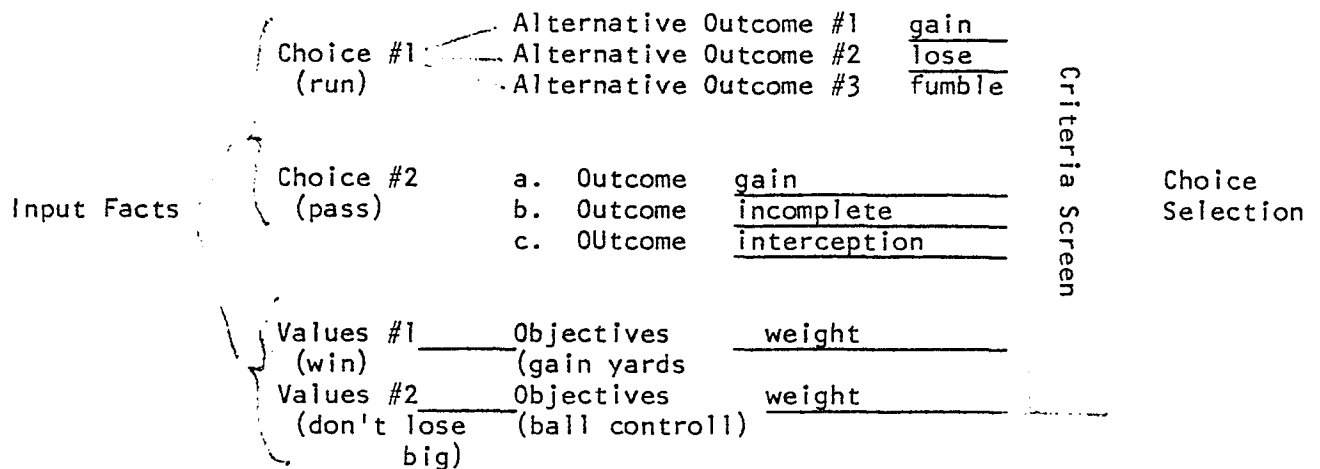 Alternative Outcome #1 gain
Choice #1 Alternative Outcome #2 lose
(run) Alternative Outcome #3 fumble
Criteria Screen
Choice #2 a. Outcome gain Choice
Input Facts (pass) b. Outcome incomplete Selection
c. OUtcome interception
Values #1 Objectives weight
(win) (gain yards
Values #2 Objectives weight
(don't lose (ball controll)
big)